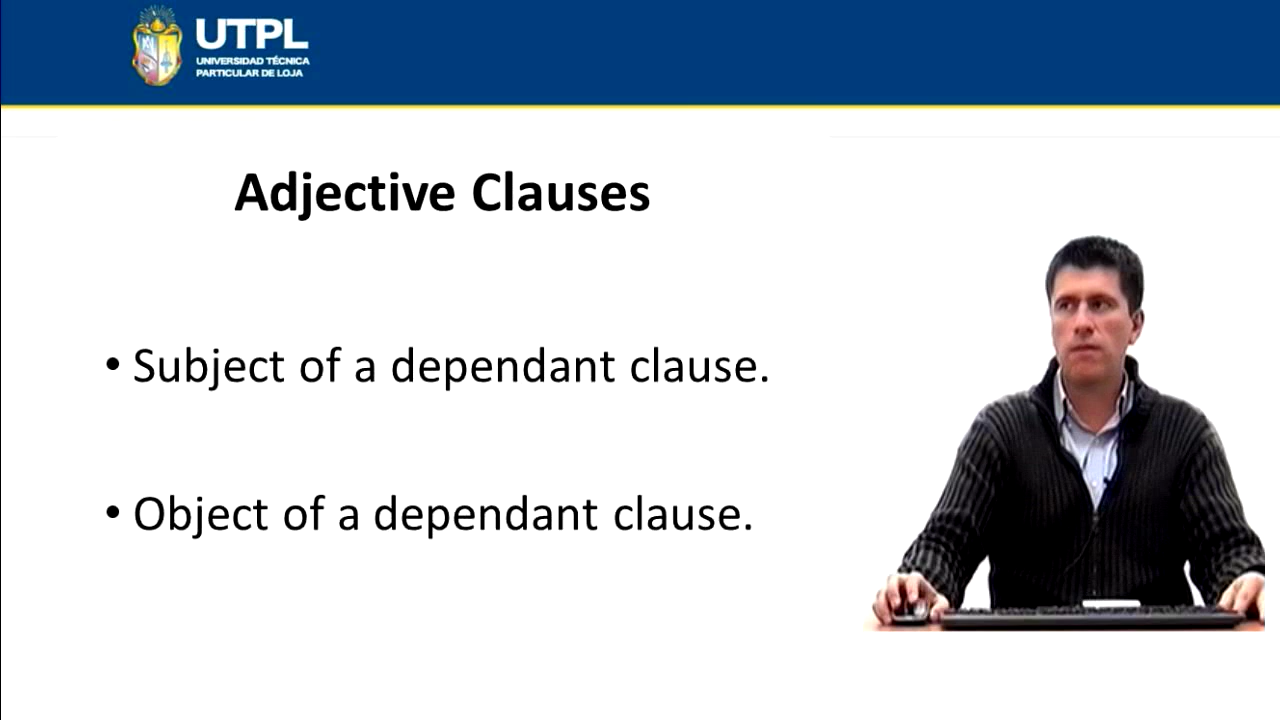 UTPL
UNIVERSIDAD TÉCNICA
PARTICULAR DE LOJA
Adjective Clauses
• Subject of a dependant clause.
• Object of a dependant clause.